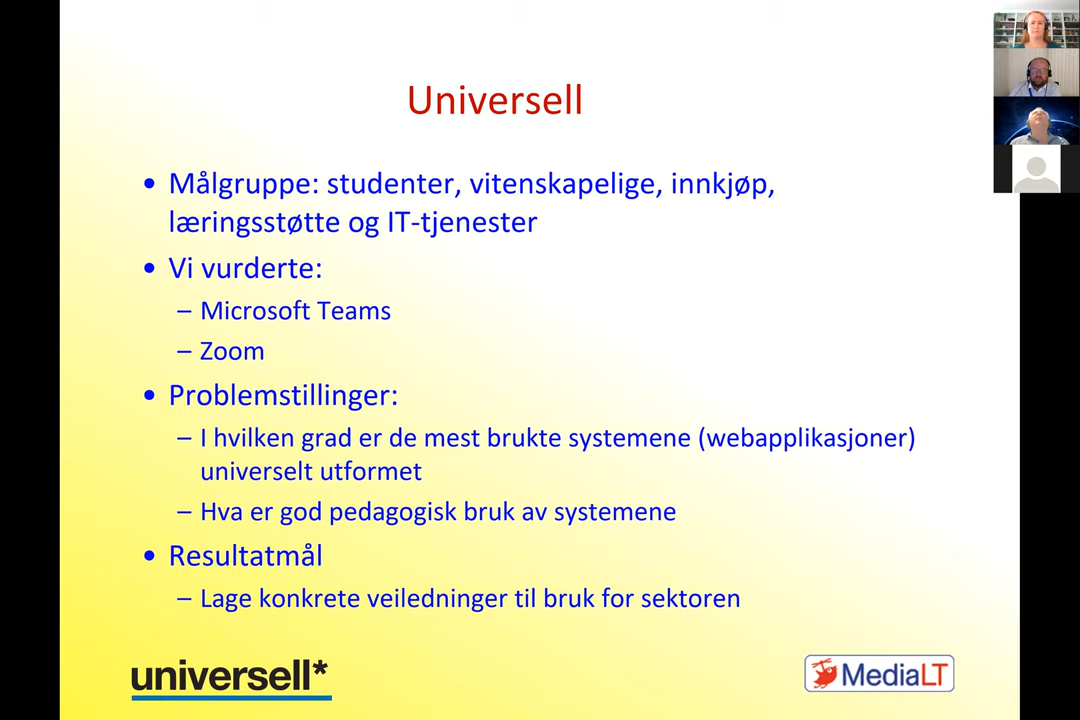 Universell
• Målgruppe: studenter, vitenskapelige, innkjøp,
læringsstøtte og IT-tjenester
• Vi vurderte:
– Microsoft Teams
– Zoom
• Problemstillinger:
– I hvilken grad er de mest brukte systemene (webapplikasjoner)
universelt utformet
– Hva er god pedagogisk bruk av systemene
• Resultatmål
– Lage konkrete veiledninger til bruk for sektoren
universell*
MediaLT